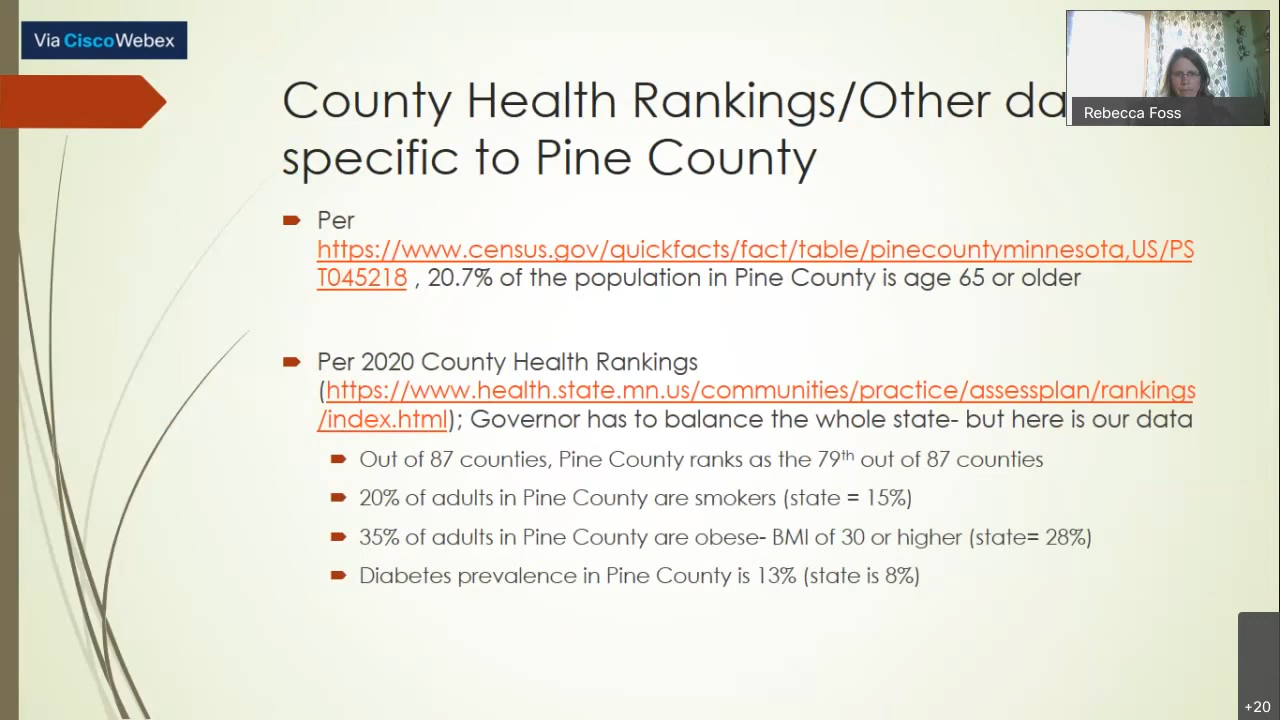 Via Cisco Webex
County Health Rankings/Other da
specific to Pine County
Rebecca Foss
Per
https://www.census.gov/quickfacts/fact/table/pinecountyminnesota,US/PS
T045218 , 20.7% of the population in Pine County is age 65 or older
Per 2020 County Health Rankings
(https://www.health.state.mn.us/communities/practice/assessplan/rankings
/index.html); Governor has to balance the whole state- but here is our data
Out of 87 counties, Pine County ranks as the 79th out of 87 counties
20% of adults in Pine County are smokers (state = 15%)
35% of adults in Pine County are obese- BMI of 30 or higher (state= 28%)
Diabetes prevalence in Pine County is 13% (state is 8%)
+20